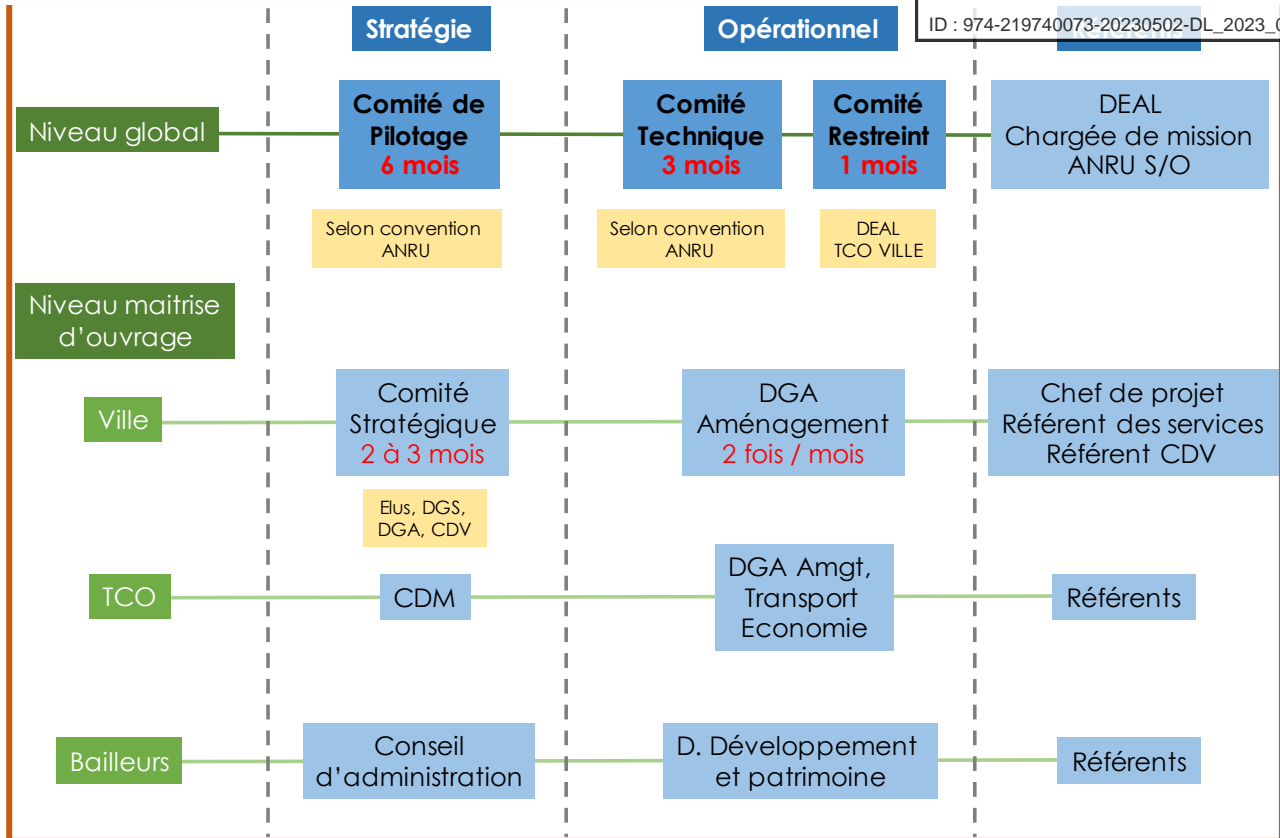 ID : 974-219740073-20230502-DL_2023_0
Stratégie
Opérationnel
Niveau global
Comité de
Pilotage
6 mois
Comité
Technique
3 mois
Comité
Restreint
1 mois
DEAL
Chargée de mission
ANRU S/O
Selon convention
ANRU
Selon convention
ANRU
DEAL
TCO VILLE
Niveau maitrise
d'ouvrage
Ville
Comité
Stratégique
2 à 3 mois
DGA
Aménagement
2 fois / mois
Chef de projet
Référent des services
Référent CDV
Elus, DGS,
DGA, CDV
TCO
CDM
DGA Amgt,
Transport
Economie
Référents
Bailleurs
Conseil
d'administration
D. Développement
et patrimoine
Référents